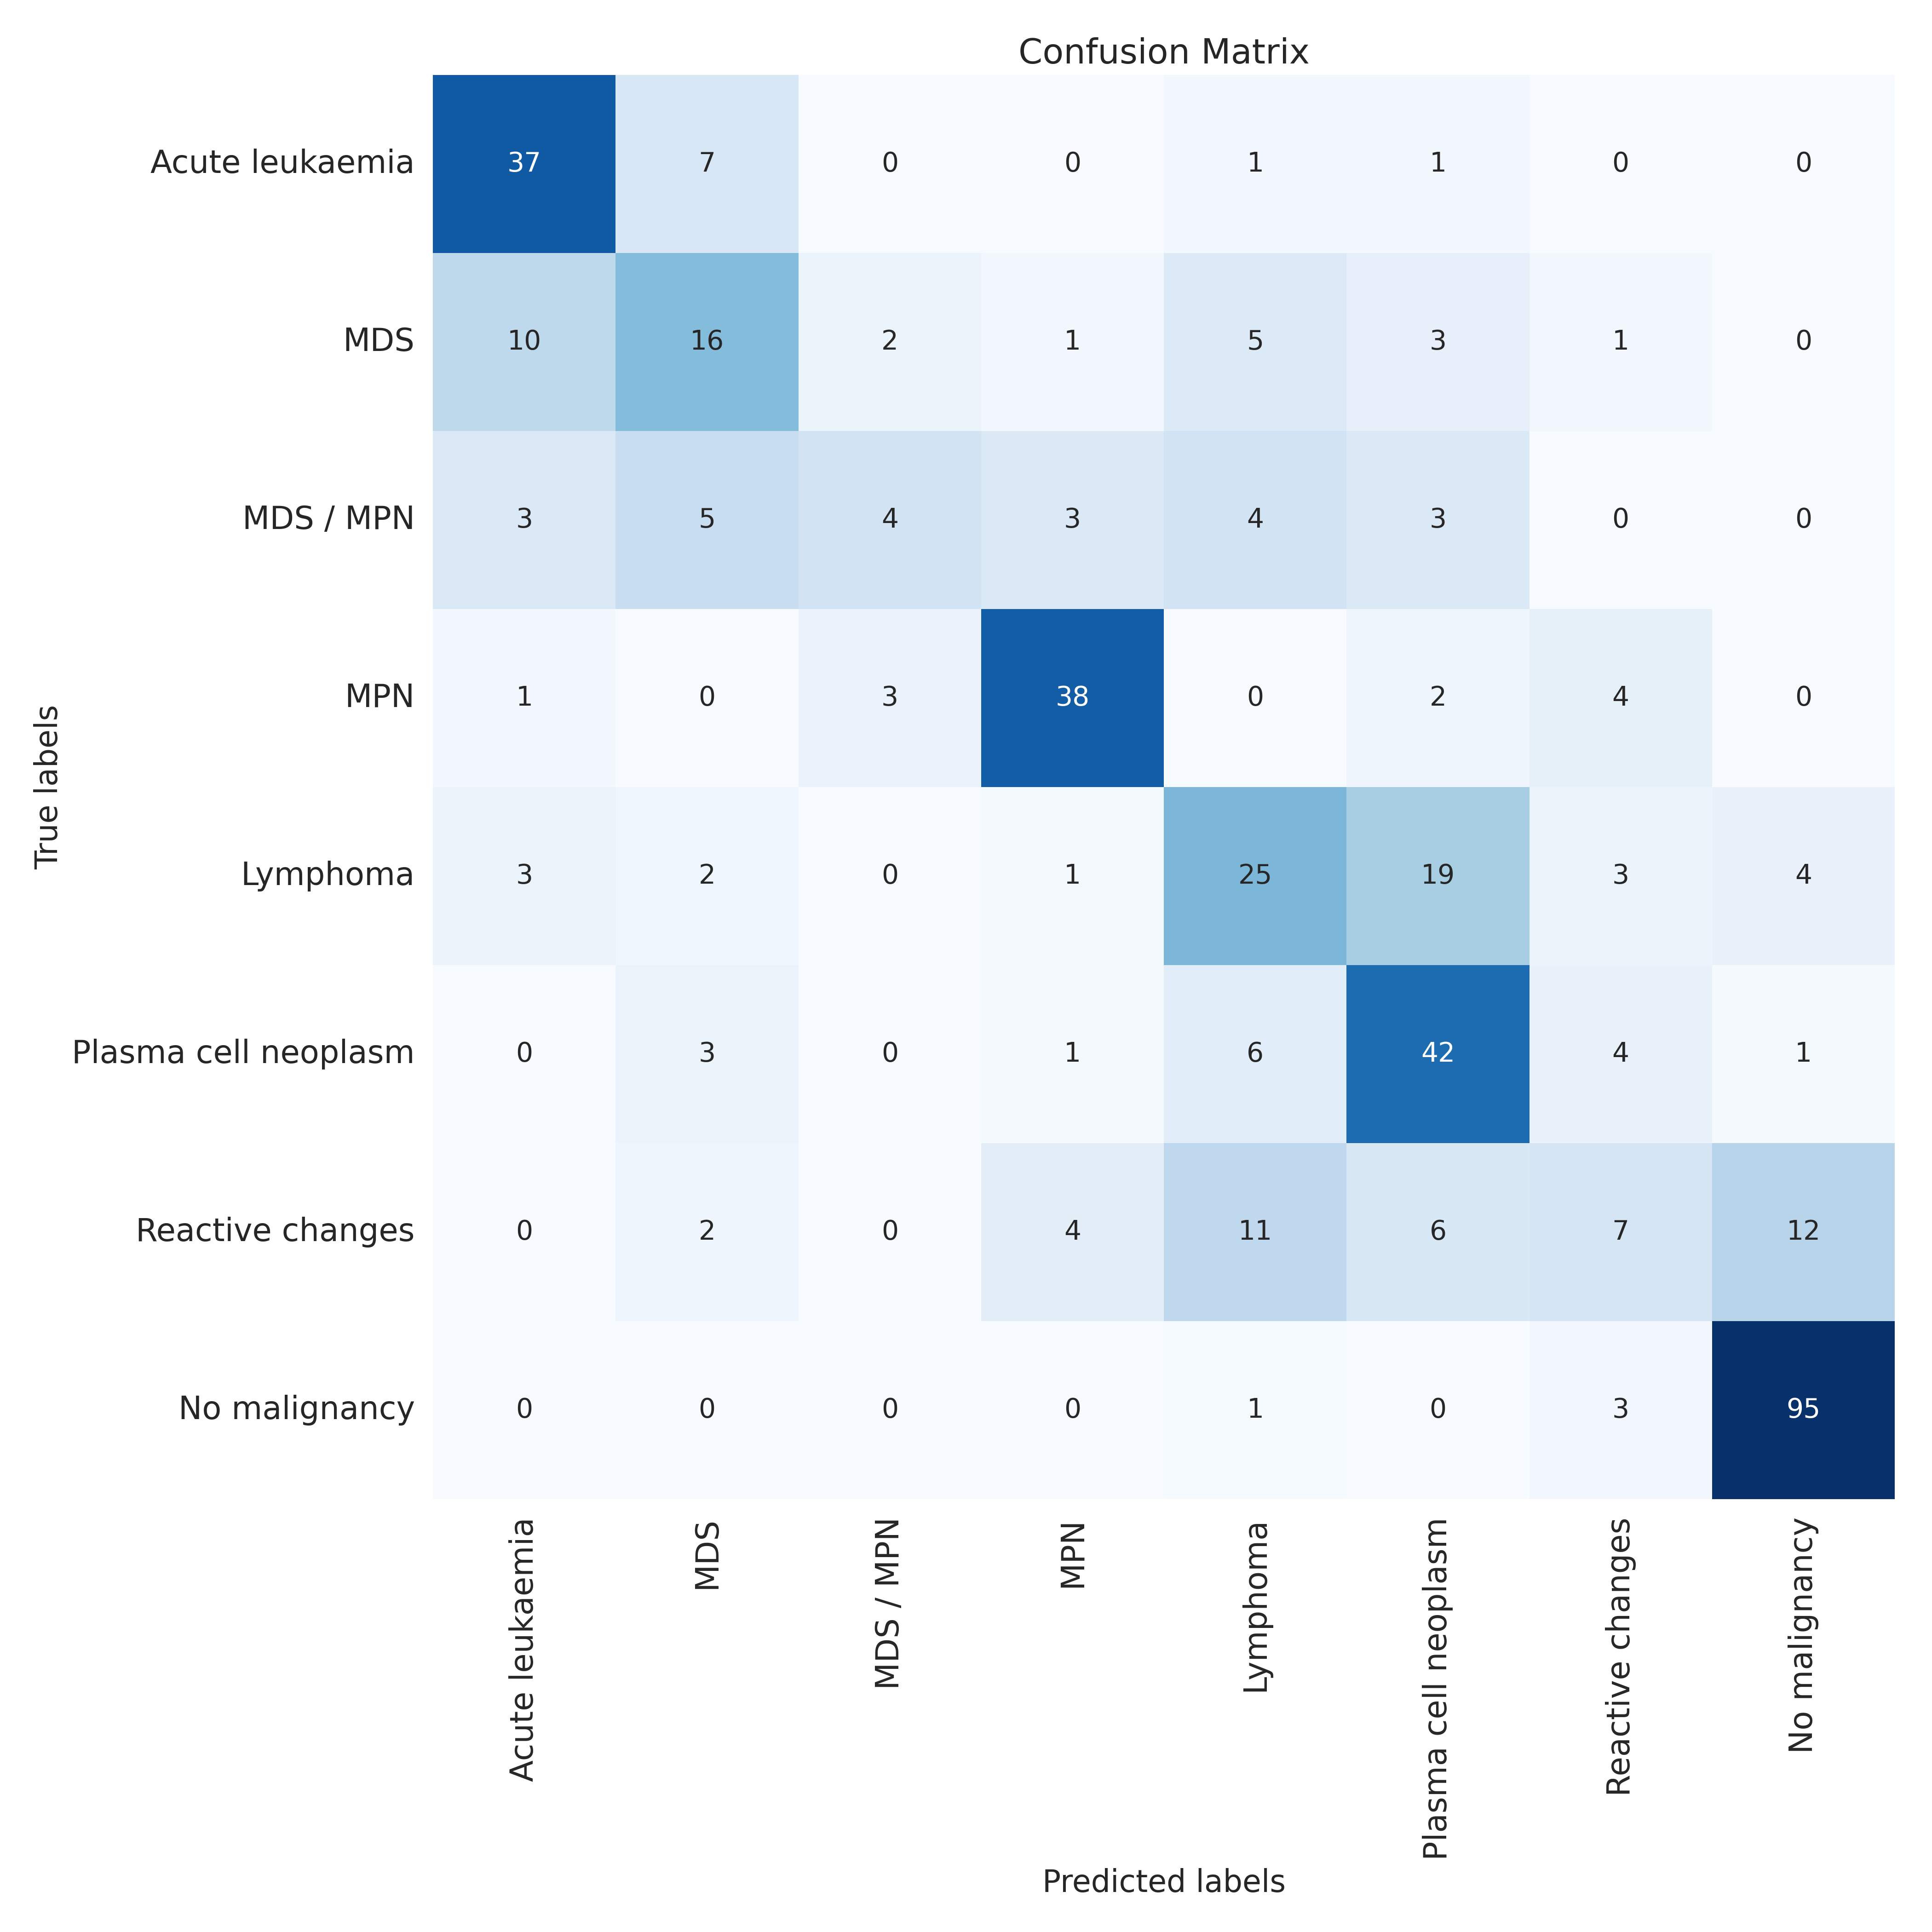 Confusion Matrix
Acute leukaemia 37 7 0 0 1 1 0 0
MDS 10 16 2 1 5 3 1 0
MDS / MPN 3 5 4 3 4 3 0 0
MPN 1 0 3 38 0 2 4 0
Lymphoma 3 2 0 1 25 19 3 4
Plasma cell neoplasm 0 3 0 1 6 42 4 1
Reactive changes 0 2 0 4 11 6 7 12
No malignancy 0 0 0 0 1 0 3 95
True labels
Acute leukaemia
MDS
MDS / MPN
MPN
Lymphoma
Plasma cell neoplasm
Reactive changes
No malignancy
Predicted labels